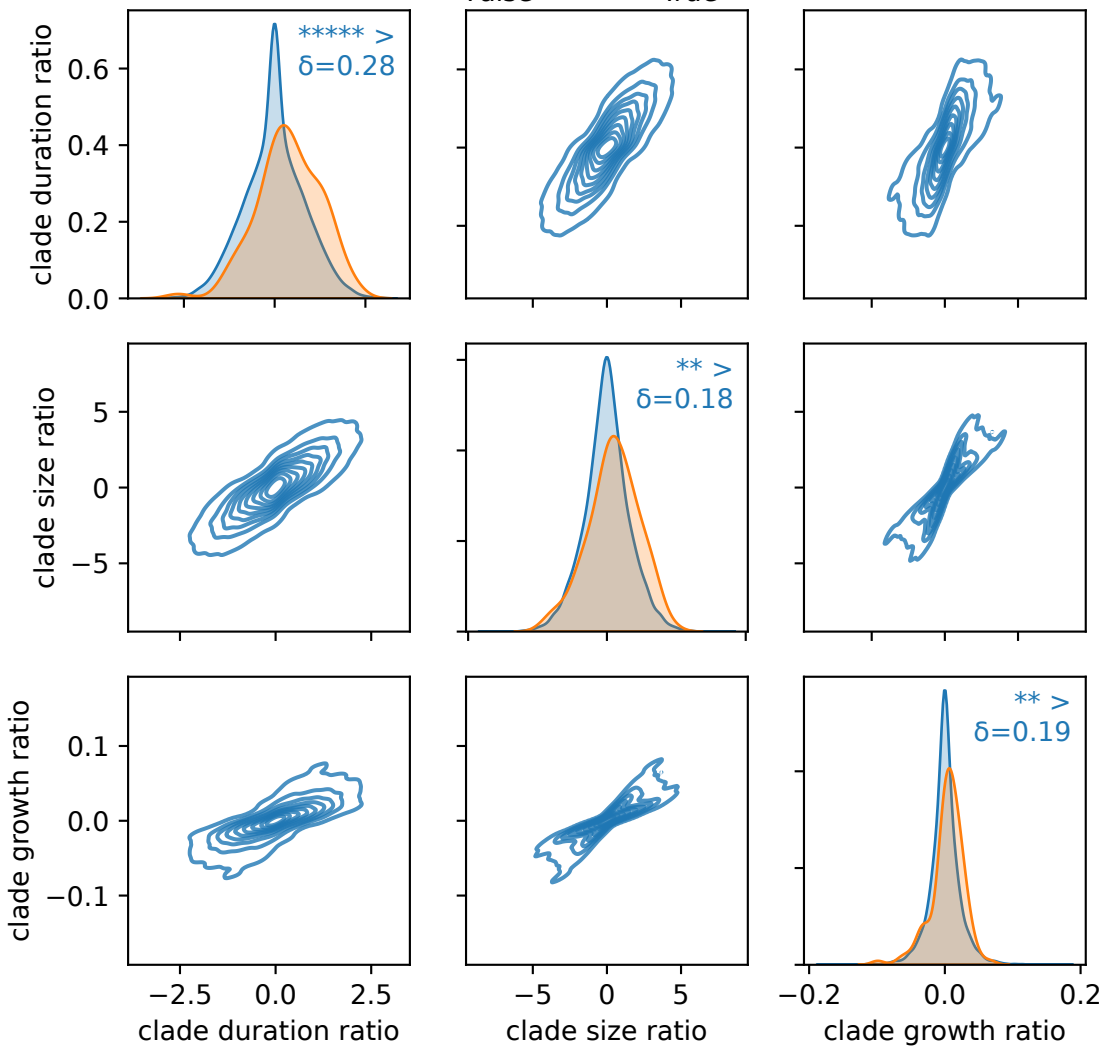 clade duration ratio
0.6
0.4
0.2
0.0
***** >
δ=0.28
clade size ratio
5
0
−5
** >
δ=0.18
clade growth ratio
0.1
0.0
−0.1
** >
δ=0.19
−2.5 0.0 2.5
−5 0 5
−0.2 0.0 0.2
clade duration ratio
clade size ratio
clade growth ratio